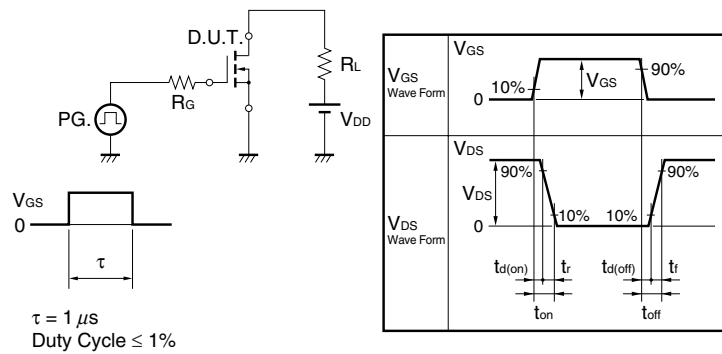 D.U.T.
RL
RG
PG.
VDD
VGS
0
τ
τ = 1 μs
Duty Cycle ≤ 1%
VGS
Wave Form
VGS
10%
VGS
90%
0
VDS
Wave Form
VDS
90%
VDS
90%
10%
10%
0
td(on)
tr
td(off)
tf
ton
toff